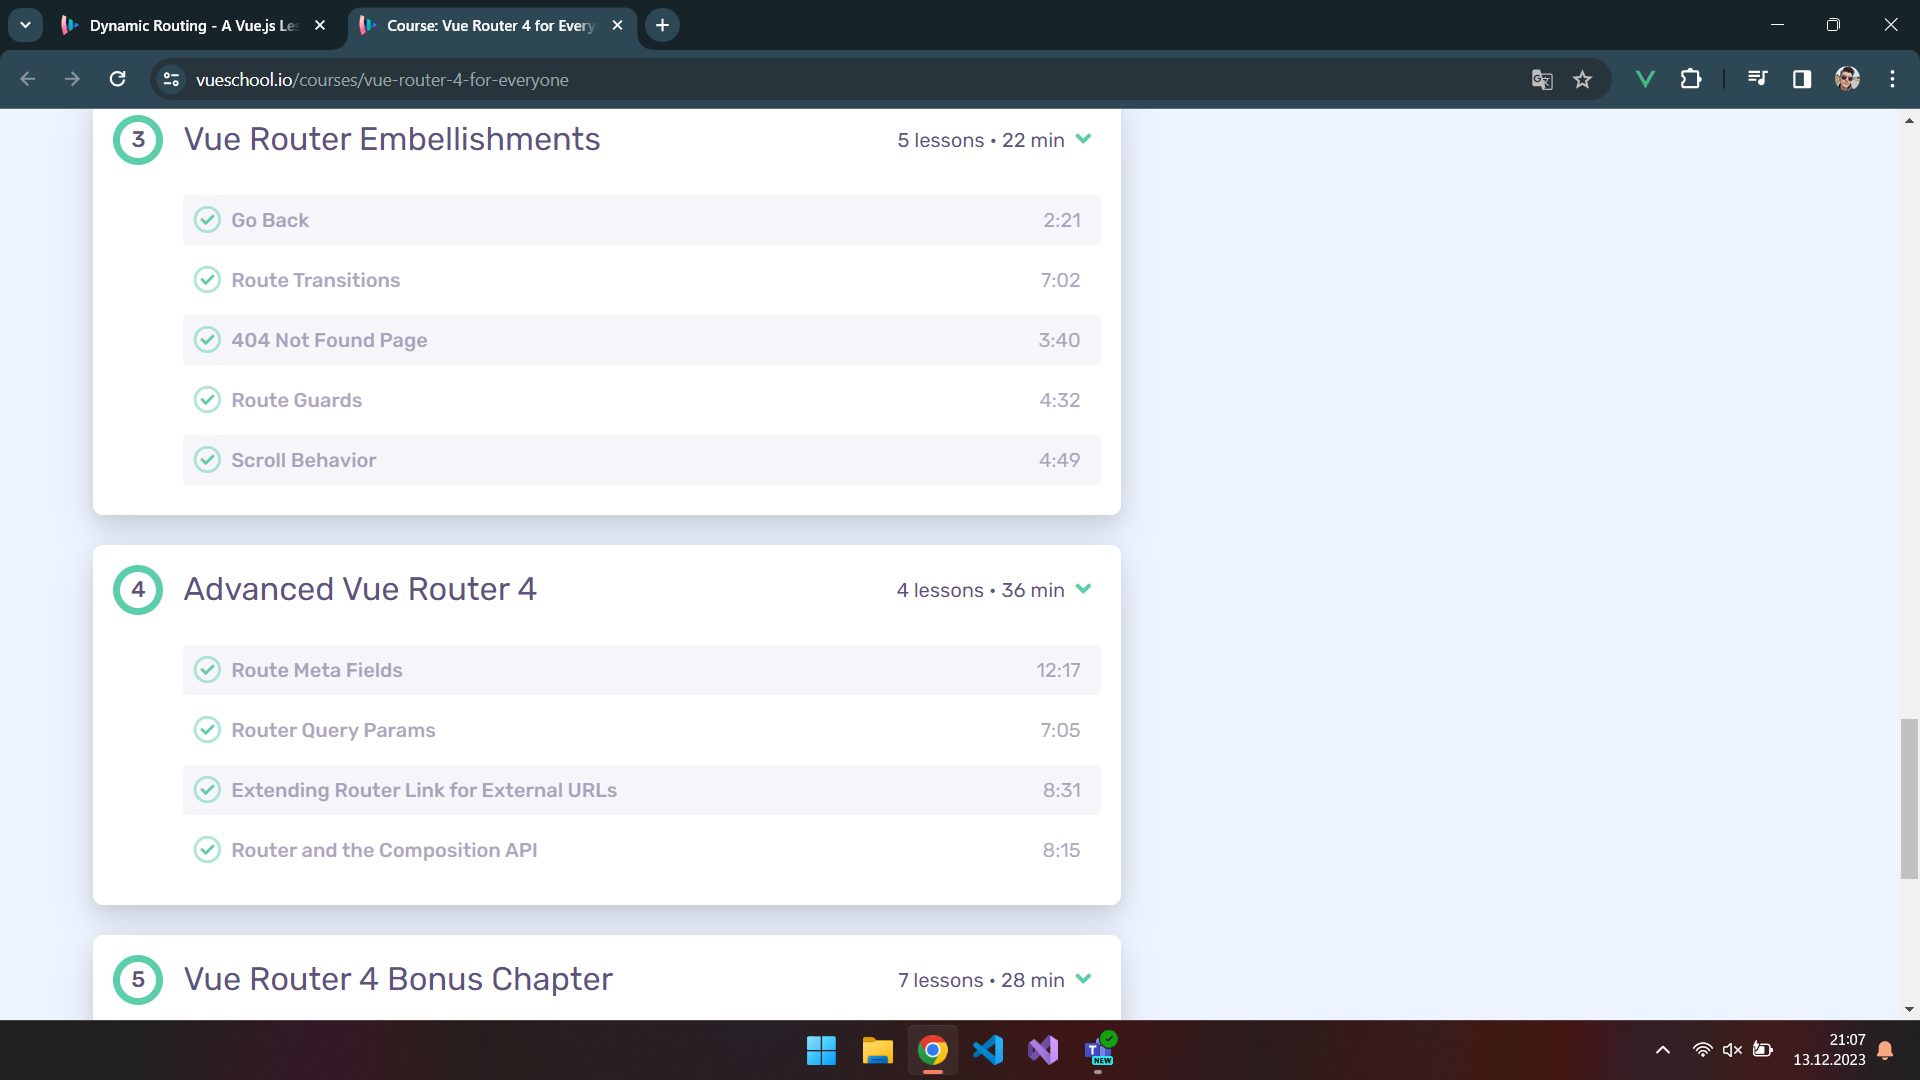 Dynamic Routing - A Vue.js Les
Course: Vue Router 4 for Every
vueschool.io/courses/vue-router-4-for-everyone
3 Vue Router Embellishments 5 lessons • 22 min
Go Back 2:21
Route Transitions 7:02
404 Not Found Page 3:40
Route Guards 4:32
Scroll Behavior 4:49
4 Advanced Vue Router 4 4 lessons • 36 min
Route Meta Fields 12:17
Router Query Params 7:05
Extending Router Link for External URLs 8:31
Router and the Composition API 8:15
5 Vue Router 4 Bonus Chapter 7 lessons • 28 min
T NEW
21:07
13.12.2023